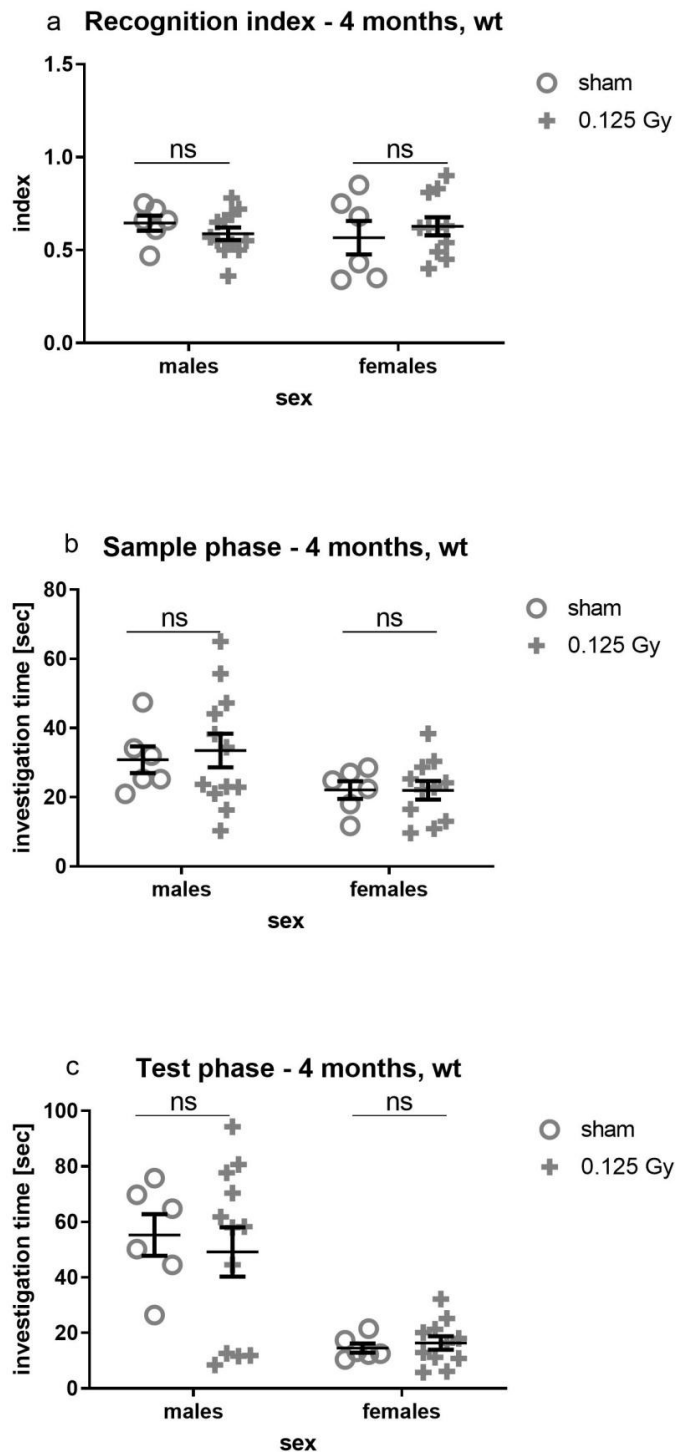 a Recognition index - 4 months, wt
1.5
1.0
0.5
0.0
index
ns
ns
males
females
sex
sham
0.125 Gy
b Sample phase - 4 months, wt
80
60
40
20
0
investigation time [sec]
ns
ns
males
females
sex
sham
0.125 Gy
c Test phase - 4 months, wt
100
80
60
40
20
0
investigation time [sec]
ns
ns
males
females
sex
sham
0.125 Gy